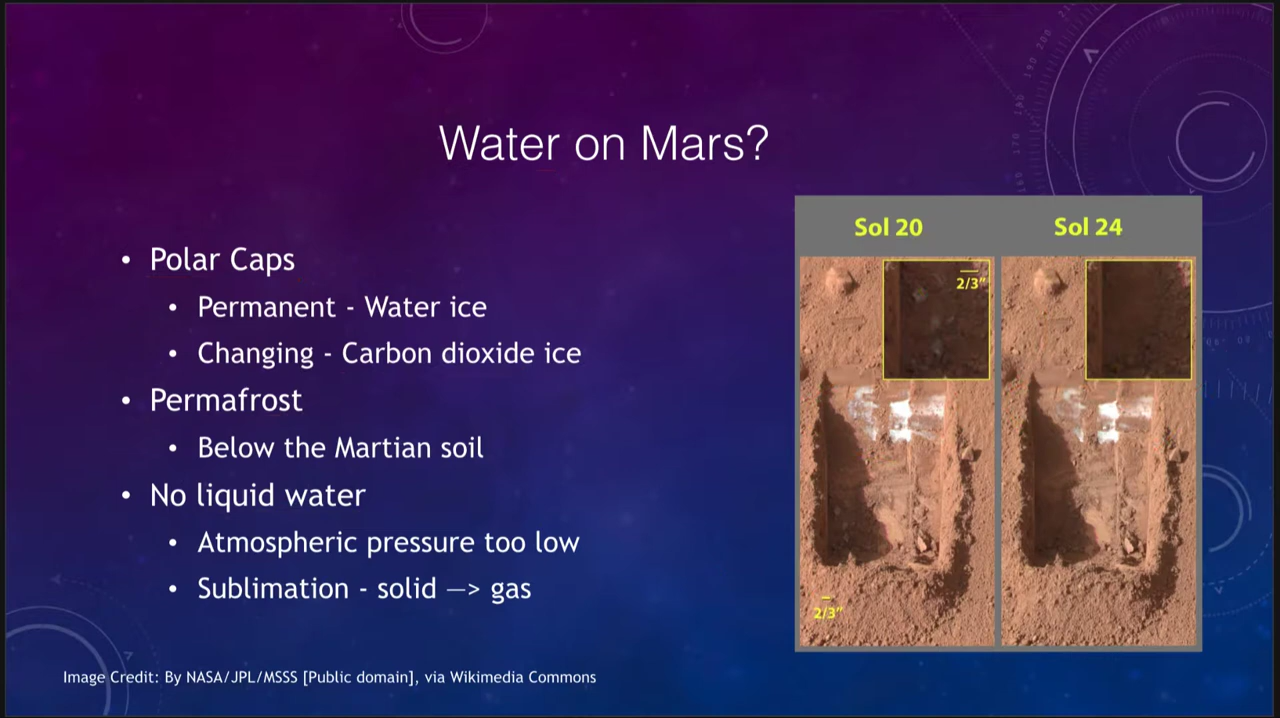 Water on Mars?
• Polar Caps
• Permanent - Water ice
• Changing - Carbon dioxide ice
• Permafrost
• Below the Martian soil
• No liquid water
• Atmospheric pressure too low
• Sublimation - solid —> gas
Sol 20
Sol 24
2/3"
2/3"
Image Credit: By NASA/JPL/MSSS [Public domain], via Wikimedia Commons